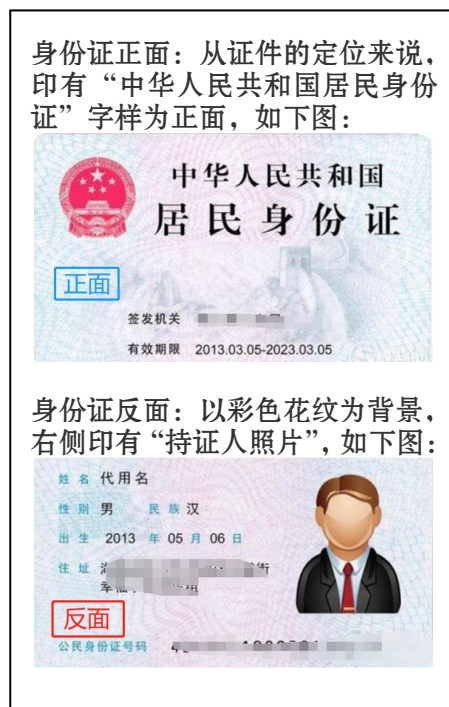 身份证正面：从证件的定位来说，
印有“中华人民共和国居民身份
证”字样为正面，如下图：
中华人民共和国
居民身份证
正面
签发机关
有效期限 2013.03.05-2023.03.05
身份证反面：以彩色花纹为背景，
右侧印有“持证人照片”，如下图：
姓名 代用名
性别 男 民族 汉
出生 2013 年 05 月 06 日
住址
反面
公民身份证号码